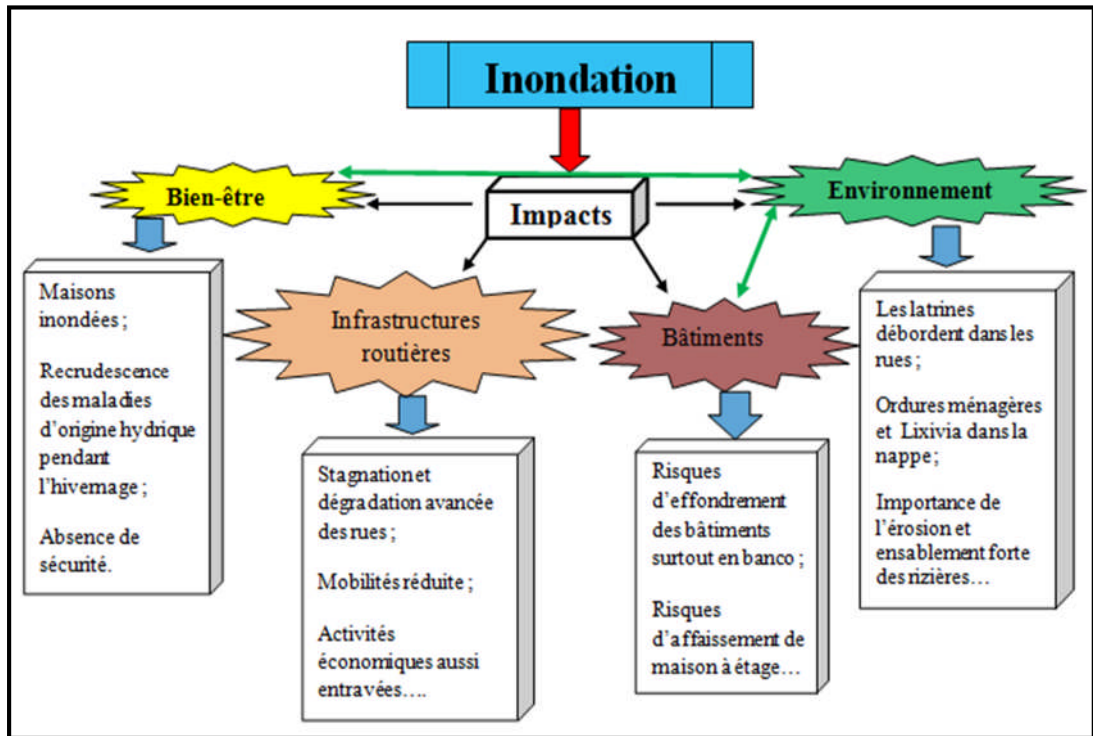 Inondation
Bien-être
Impacts
Environnement
Maisons
inondées ;
Recrudescence
des maladies
d'origine hydrique
pendant
l'hivernage ;
Absence de
sécurité.
Infrastructures
routières
Stagnation et
dégradation avancée
des rues ;
Mobilités réduite ;
Activités
économiques aussi
entravées….
Bâtiments
Risques
d'effondrement
des bâtiments
surtout en banco ;
Risques
d'affaissement de
maison à étage…
Les latrines
débordent dans les
rues ;
Ordures ménagères
et Lixivia dans la
nappe ;
Importance de
l'érosion et
ensablement forte
des rizières…